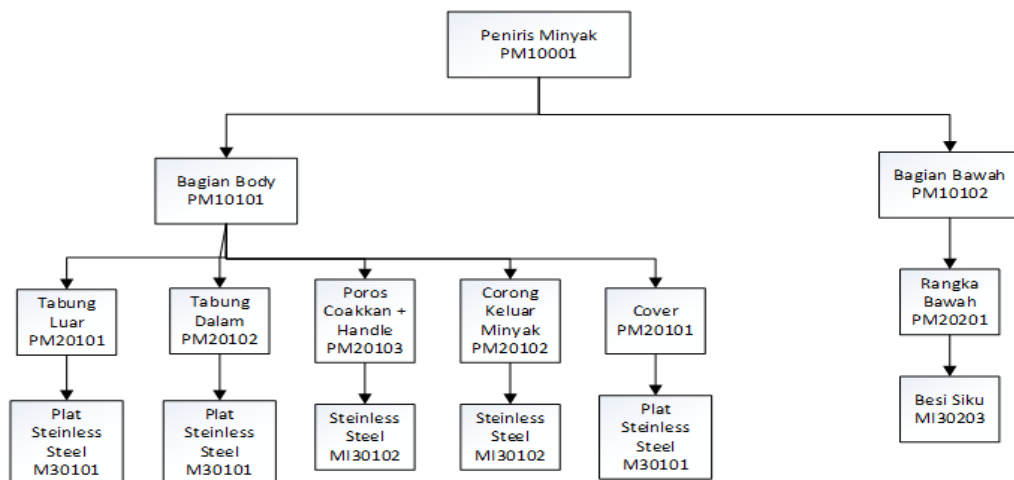 Peniris Minyak
PM10001
Bagian Body
PM10101
Bagian Bawah
PM10102
Tabung
Luar
PM20101
Tabung
Dalam
PM20102
Poros
Coakkan +
Handle
PM20103
Corong
Keluar
Minyak
PM20102
Cover
PM20101
Rangka
Bawah
PM20201
Plat
Steinless
Steel
M30101
Plat
Steinless
Steel
M30101
Steinless
Steel
MI30102
Steinless
Steel
MI30102
Plat
Steinless
Steel
M30101
Besi Siku
MI30203